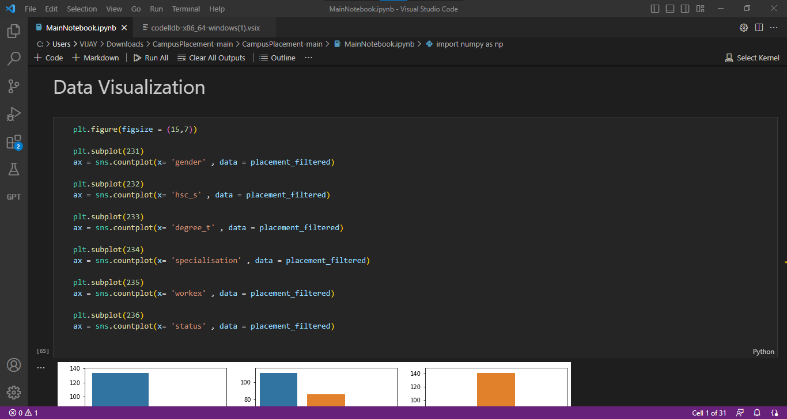 File Edit Selection View Go Run Terminal Help
MainNotebook.ipynb - Visual Studio Code
MainNotebook.ipynb
codelldb-x86_64-windows(1).vsix
C: > Users > VIJAY > Downloads > CampusPlacement-main > CampusPlacement-main > MainNotebook.ipynb > import numpy as np
+ Code + Markdown Run All Clear All Outputs Outline ...
Select Kernel
Data Visualization
plt.figure(figsize = (15,7))
plt.subplot(231)
ax = sns.countplot(x= 'gender' , data = placement_filtered)
plt.subplot(232)
ax = sns.countplot(x= 'hsc_s' , data = placement_filtered)
plt.subplot(233)
ax = sns.countplot(x= 'degree_t' , data = placement_filtered)
plt.subplot(234)
ax = sns.countplot(x= 'specialisation' , data = placement_filtered)
plt.subplot(235)
ax = sns.countplot(x= 'workex' , data = placement_filtered)
plt.subplot(236)
ax = sns.countplot(x= 'status' , data = placement_filtered)
2
GPT
[65]
Python
140
120
100
100
80
140
120
100
0 1
Cell 1 of 31